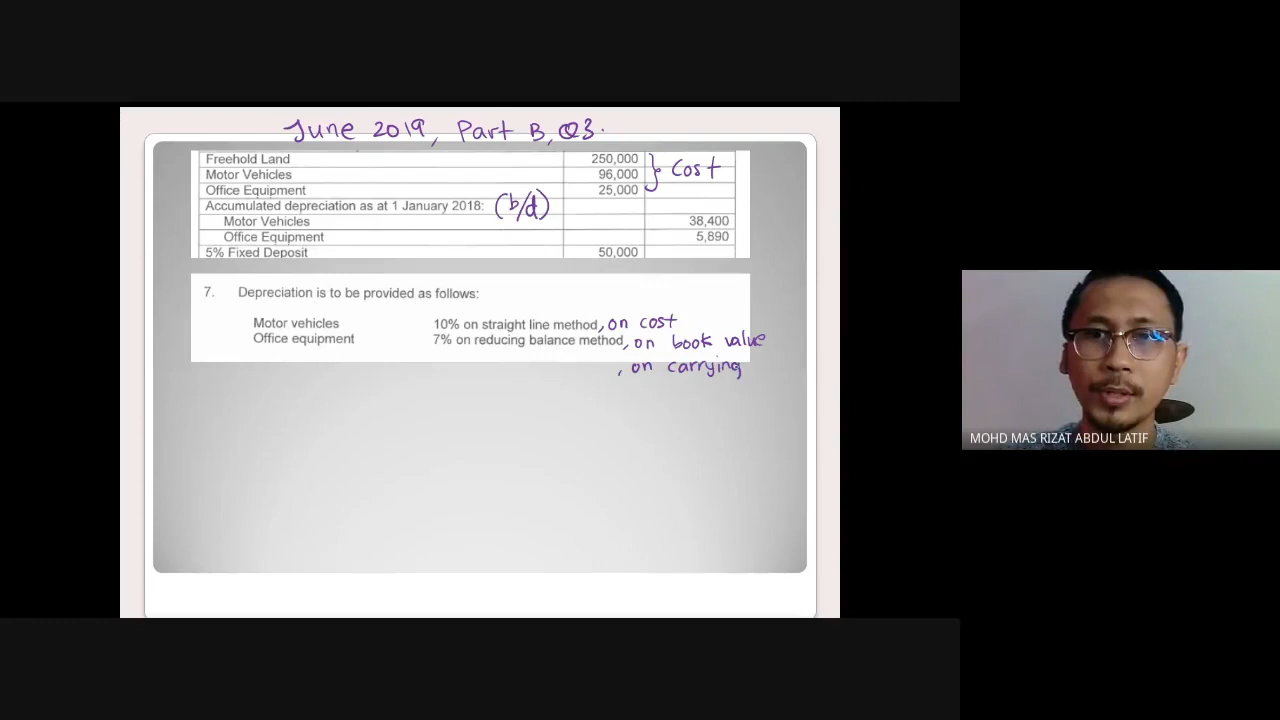 June 2019, Part B, Q3.
Freehold Land 250,000
Motor Vehicles 96,000 } Cost
Office Equipment 25,000
Accumulated depreciation as at 1 January 2018: (b/d)
Motor Vehicles 38,400
Office Equipment 5,890
5% Fixed Deposit 50,000
7. Depreciation is to be provided as follows:
Motor vehicles 10% on straight line method, on cost
Office equipment 7% on reducing balance method, on book value
, on carrying
MOHD MAS RIZAT ABDUL LATIF